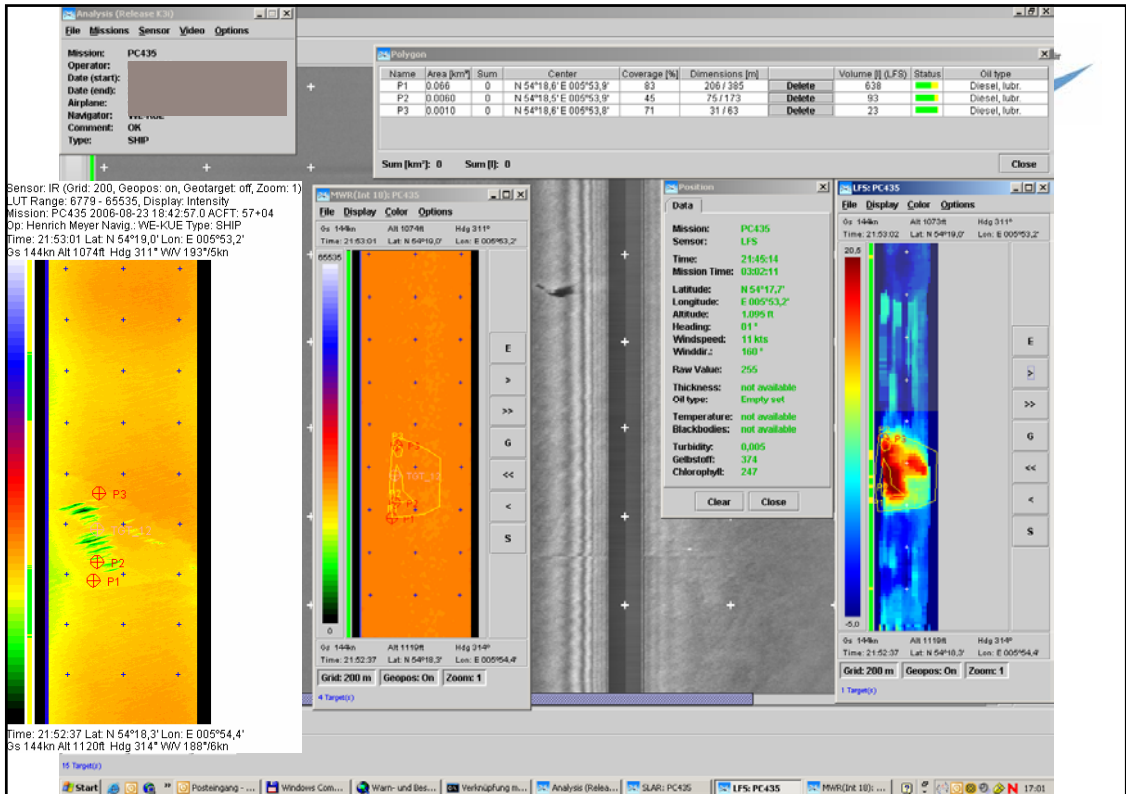 Analysis (Release K3i)
File Missions Sensor Video Options
Mission: PC435
Operator:
Date (start):
Date (end):
Airplane:
Navigator: WE-KUE
Comment: OK
Type: SHIP
Polygon
Name Area [km²] Sum Center Coverage [%] Dimensions [m] Volume [l] (LFS) Status Oil type
P1 0.066 0 N 54°18,6' E 005°53,9' 83 206 / 385 Delete 638 Diesel, lubr.
P2 0.0060 0 N 54°18,5' E 005°53,9' 45 75 / 173 Delete 93 Diesel, lubr.
P3 0.0010 0 N 54°18,6' E 005°53,8' 71 31 / 63 Delete 23 Diesel, lubr.
Sum [km²]: 0 Sum [l]: 0
Close
Sensor: IR (Grid: 200, Geopos: on, Geotarget: off, Zoom: 1)
LUT Range: 6779 - 65535, Display: Intensity
Mission: PC435 2006-08-23 18:42:57.0 ACFT: 57+04
Op: Henrich Meyer Navig.: WE-KUE Type: SHIP
Time: 21:53:01 Lat: N 54°19,0' Lon: E 005°53,2'
Gs 144kn Alt 1074ft Hdg 311° W/V 193°/5kn
P3
TGT_12
P2
P1
Time: 21:52:37 Lat: N 54°18,3' Lon: E 005°54,4'
Gs 144kn Alt 1120ft Hdg 314° W/V 188°/6kn
15 Target(s)
MWR(Int 18): PC435
File Display Color Options
Gs 144kn Alt 1074ft Hdg 311°
Time: 21:53:01 Lat: N 54°19,0' Lon: E 005°53,2'
65535
0
P3
P3
TGT_12
P2
P1
E
>
>>
G
<<
<
S
Gs 144kn Alt 1119ft Hdg 314°
Time: 21:52:37 Lat: N 54°18,3' Lon: E 005°54,4'
Grid: 200 m Geopos: On Zoom: 1
4 Target(s)
Position
Data
Mission: PC435
Sensor: LFS
Time: 21:45:14
Mission Time: 03:02:11
Latitude: N 54°17,7'
Longitude: E 005°53,2'
Altitude: 1.095 ft
Heading: 01 °
Windspeed: 11 kts
Winddir.: 160 °
Raw Value: 255
Thickness: not available
Oil type: Empty set
Temperature: not available
Blackbodies: not available
Turbidity: 0,005
Gelbstoff: 374
Chlorophyll: 247
Clear Close
LFS: PC435
File Display Color Options
Gs 144kn Alt 1073ft Hdg 311°
Time: 21:53:02 Lat: N 54°19,0' Lon: E 005°53,2'
20,5
-5,0
P3
E
>
>>
G
<<
<
S
Gs 144kn Alt 1119ft Hdg 314°
Time: 21:52:37 Lat: N 54°18,3' Lon: E 005°54,4'
Grid: 200 m Geopos: On Zoom: 1
1 Target(s)
Start Posteingang - ... Windows Com... Warn- und Bes... Verknüpfung m... Analysis (Relea... SLAR: PC435 LFS: PC435 MWR(Int 18): ... 17:01